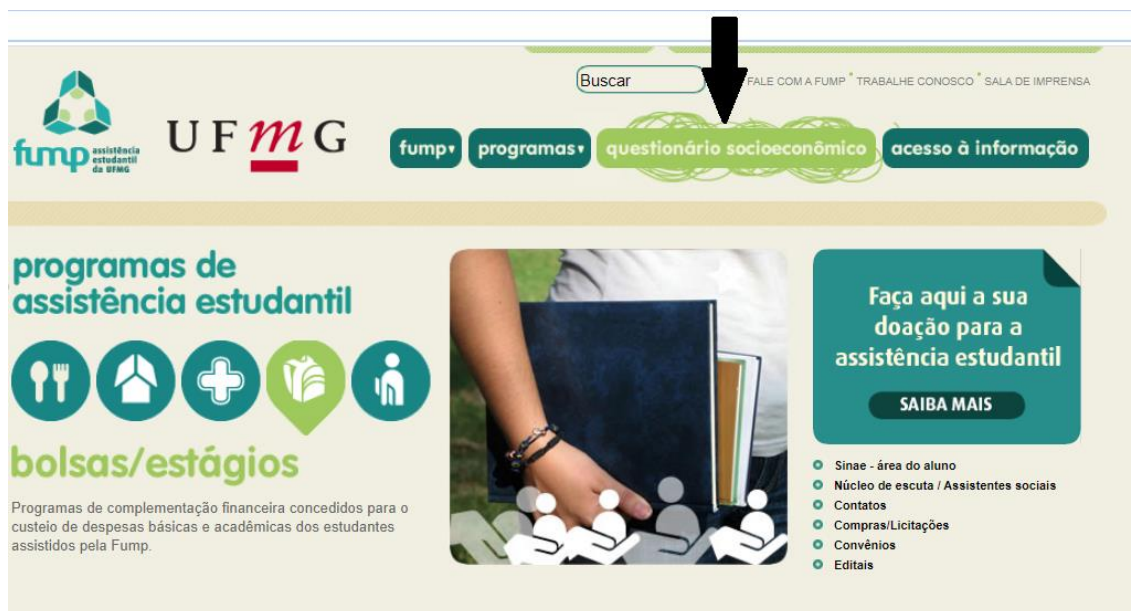 Buscar
FALE COM A FUMP
TRABALHE CONOSCO
SALA DE IMPRENSA
fump
assistência
estudantil
da UFMG
UFmG
fump
programas
questionário socioeconômico
acesso à informação
programas de
assistência estudantil
bolsas/estágios
Programas de complementação financeira concedidos para o
custeio de despesas básicas e acadêmicas dos estudantes
assistidos pela Fump.
Faça aqui a sua
doação para a
assistência estudantil
SAIBA MAIS
Sinae - área do aluno
Núcleo de escuta / Assistentes sociais
Contatos
Compras/Licitações
Convênios
Editais